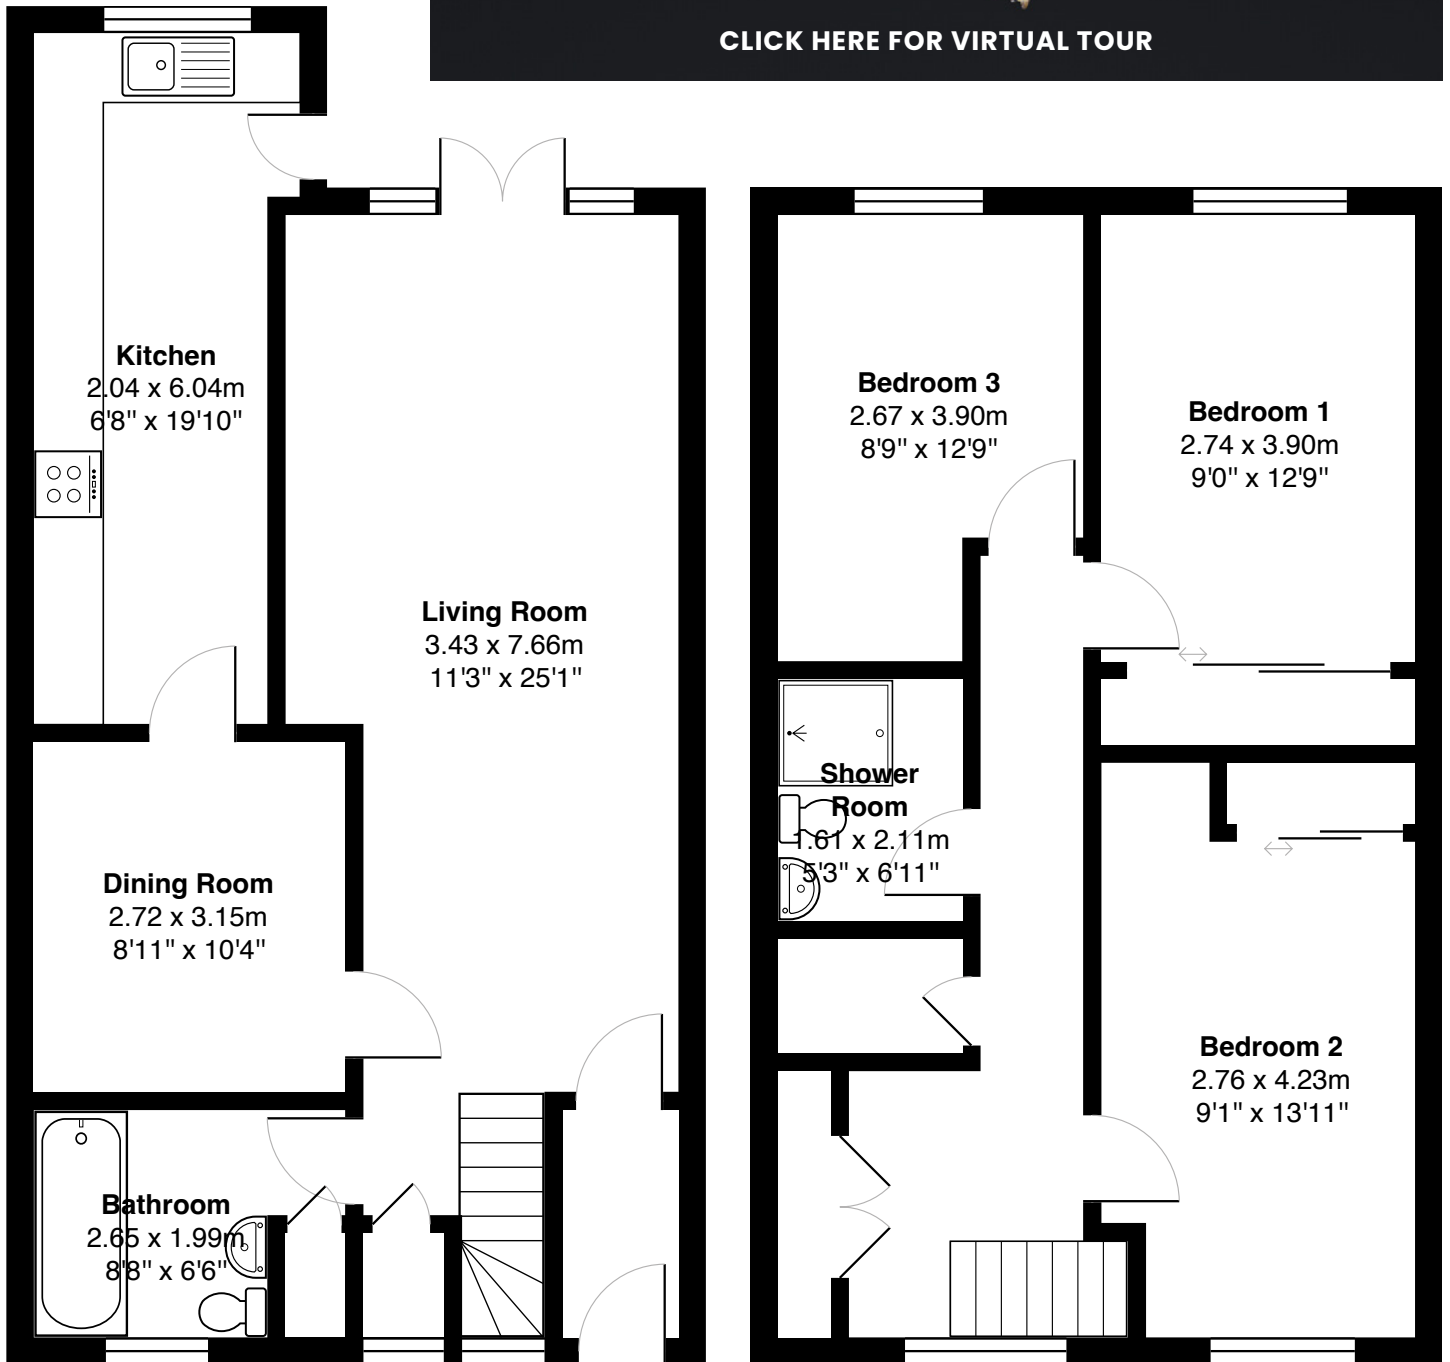 CLICK HERE FOR VIRTUAL TOUR
Kitchen
2.04 x 6.04m
6'8" x 19'10"
Living Room
3.43 x 7.66m
11'3" x 25'1"
Dining Room
2.72 x 3.15m
8'11" x 10'4"
Bathroom
2.65 x 1.99m
8'8" x 6'6"
Bedroom 3
2.67 x 3.90m
8'9" x 12'9"
Bedroom 1
2.74 x 3.90m
9'0" x 12'9"
Shower
Room
1.61 x 2.11m
5'3" x 6'11"
Bedroom 2
2.76 x 4.23m
9'1" x 13'11"